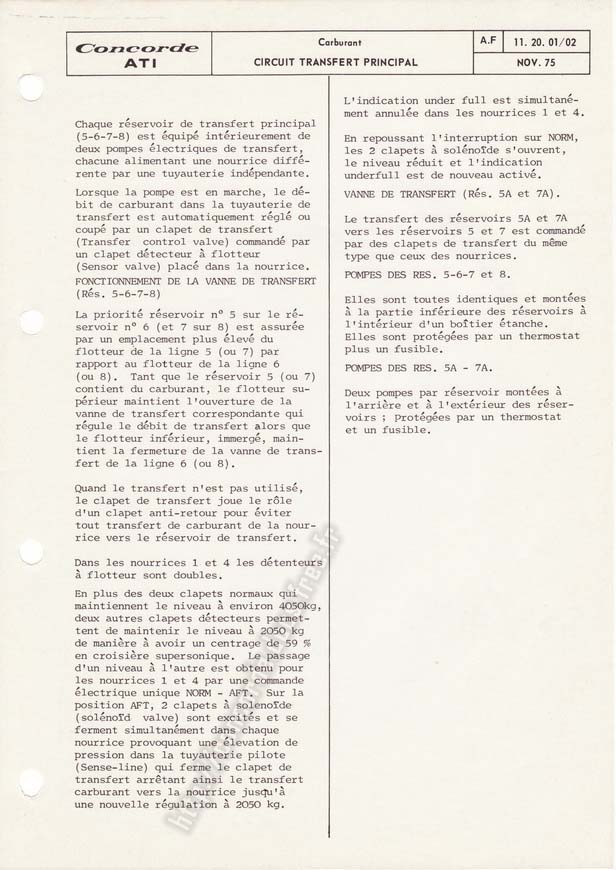 Concorde
ATI
Carburant
CIRCUIT TRANSFERT PRINCIPAL
A.F
11. 20. 01/02
NOV. 75
Chaque réservoir de transfert principal
(5-6-7-8) est équipé intérieurement de
deux pompes électriques de transfert,
chacune alimentant une nourrice diffé-
rente par une tuyauterie indépendante.
Lorsque la pompe est en marche, le dé-
bit de carburant dans la tuyauterie de
transfert est automatiquement réglé ou
coupé par un clapet de transfert
(Transfer control valve) commandé par
un clapet détecteur à flotteur
(Sensor valve) placé dans la nourrice.
FONCTIONNEMENT DE LA VANNE DE TRANSFERT
(Rés. 5-6-7-8)
La priorité réservoir n° 5 sur le ré-
servoir n° 6 (et 7 sur 8) est assurée
par un emplacement plus élevé du
flotteur de la ligne 5 (ou 7) par
rapport au flotteur de la ligne 6
(ou 8). Tant que le réservoir 5 (ou 7)
contient du carburant, le flotteur su-
périeur maintient l'ouverture de la
vanne de transfert correspondante qui
régule le débit de transfert alors que
le flotteur inférieur, immergé, main-
tient la fermeture de la vanne de trans-
fert de la ligne 6 (ou 8).
Quand le transfert n'est pas utilisé,
le clapet de transfert joue le rôle
d'un clapet anti-retour pour éviter
tout transfert de carburant de la nour-
rice vers le réservoir de transfert.
Dans les nourrices 1 et 4 les détenteurs
à flotteur sont doubles.
En plus des deux clapets normaux qui
maintiennent le niveau à environ 4050kg,
deux autres clapets détecteurs permet-
tent de maintenir le niveau à 2050 kg
de manière à avoir un centrage de 59 %
en croisière supersonique. Le passage
d'un niveau à l'autre est obtenu pour
les nourrices 1 et 4 par une commande
électrique unique NORM - AFT. Sur la
position AFT, 2 clapets à solenoïde
(solénoïd valve) sont excités et se
ferment simultanément dans chaque
nourrice provoquant une élevation de
pression dans la tuyauterie pilote
(Sense-line) qui ferme le clapet de
transfert arrêtant ainsi le transfert
carburant vers la nourrice jusqu'à
une nouvelle régulation à 2050 kg.
L'indication under full est simultané-
ment annulée dans les nourrices 1 et 4.
En repoussant l'interruption sur NORM,
les 2 clapets à solénoïde s'ouvrent,
le niveau réduit et l'indication
underfull est de nouveau activé.
VANNE DE TRANSFERT (Rés. 5A et 7A).
Le transfert des réservoirs 5A et 7A
vers les réservoirs 5 et 7 est commandé
par des clapets de transfert du même
type que ceux des nourrices.
POMPES DES RES. 5-6-7 et 8.
Elles sont toutes identiques et montées
à la partie inférieure des réservoirs à
l'intérieur d'un boîtier étanche.
Elles sont protégées par un thermostat
plus un fusible.
POMPES DES RES. 5A - 7A.
Deux pompes par réservoir montées à
l'arrière et à l'extérieur des réser-
voirs ; Protégées par un thermostat
et un fusible.